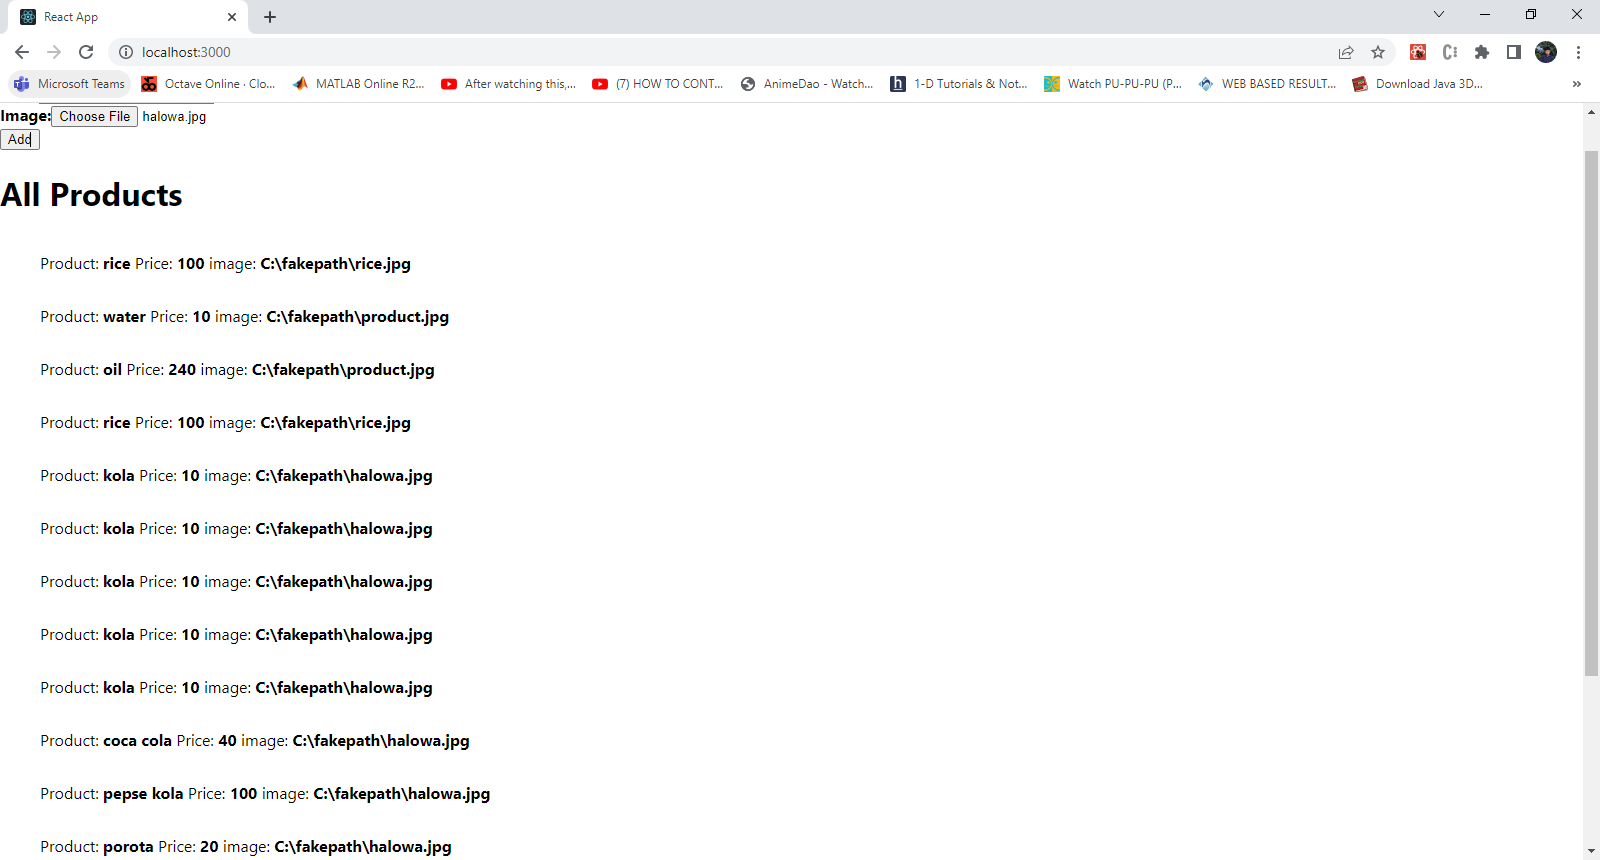 React App
localhost:3000
Microsoft Teams Octave Online · Clo... MATLAB Online R2... After watching this,... (7) HOW TO CONT... AnimeDao - Watch... 1-D Tutorials & Not... Watch PU-PU-PU (P... WEB BASED RESULT... Download Java 3D... »
Image: Choose File halowa.jpg
Add
All Products
Product: rice Price: 100 image: C:\fakepath\rice.jpg
Product: water Price: 10 image: C:\fakepath\product.jpg
Product: oil Price: 240 image: C:\fakepath\product.jpg
Product: rice Price: 100 image: C:\fakepath\rice.jpg
Product: kola Price: 10 image: C:\fakepath\halowa.jpg
Product: kola Price: 10 image: C:\fakepath\halowa.jpg
Product: kola Price: 10 image: C:\fakepath\halowa.jpg
Product: kola Price: 10 image: C:\fakepath\halowa.jpg
Product: kola Price: 10 image: C:\fakepath\halowa.jpg
Product: coca cola Price: 40 image: C:\fakepath\halowa.jpg
Product: pepse kola Price: 100 image: C:\fakepath\halowa.jpg
Product: porota Price: 20 image: C:\fakepath\halowa.jpg